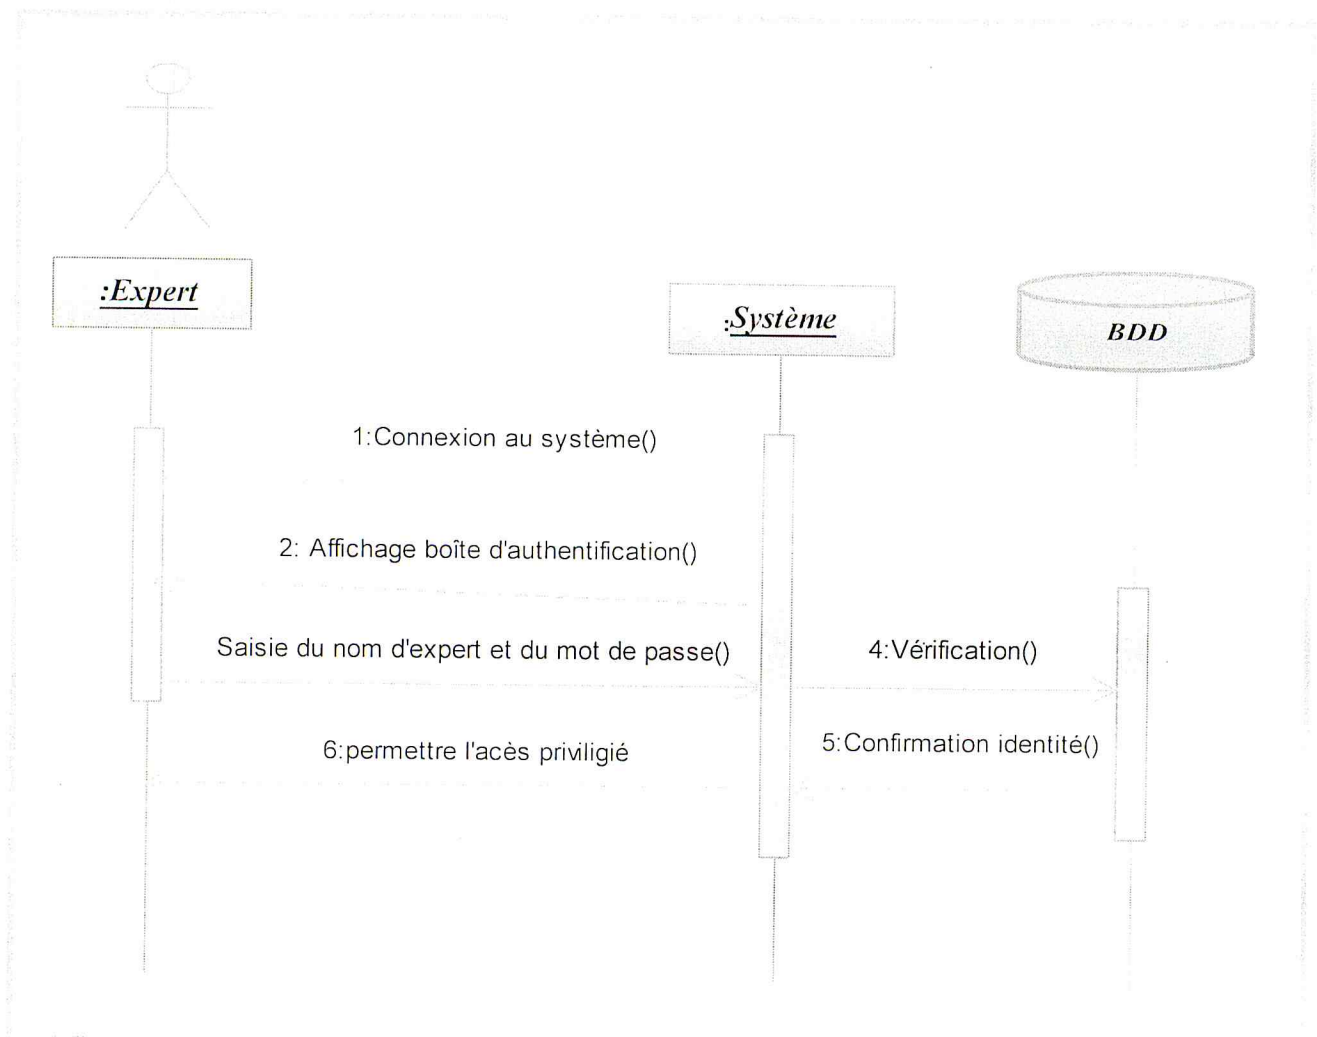 :Expert
:Système
BDD
1:Connexion au système()
2: Affichage boîte d'authentification()
Saisie du nom d'expert et du mot de passe()
4:Vérification()
6:permettre l'acès priviligié
5:Confirmation identité()